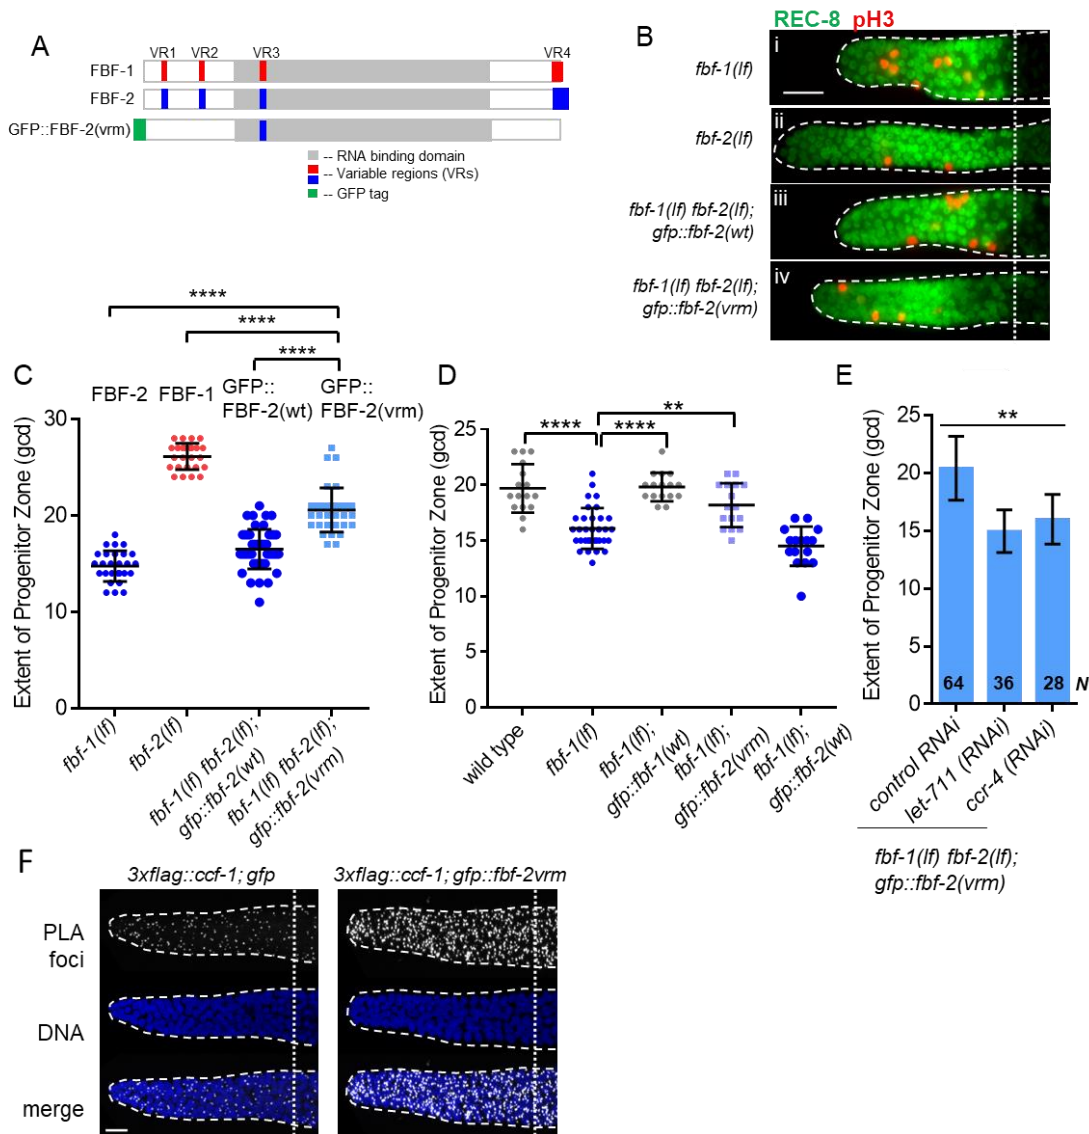 A
VR1 VR2 VR3 VR4
FBF-1
FBF-2
GFP::FBF-2(vrm)
-- RNA binding domain
-- Variable regions (VRs)
-- GFP tag
B
REC-8 pH3
i
fbf-1(lf)
ii
fbf-2(lf)
iii
fbf-1(lf) fbf-2(lf);
gfp::fbf-2(wt)
iv
fbf-1(lf) fbf-2(lf);
gfp::fbf-2(vrm)
C
****
****
****
FBF-2 FBF-1 GFP:: FBF-2(wt) GFP:: FBF-2(vrm)
Extent of Progenitor Zone (gcd)
30
20
10
0
fbf-1(lf)
fbf-2(lf)
fbf-1(lf) fbf-2(lf);
gfp::fbf-2(wt)
fbf-1(lf) fbf-2(lf);
gfp::fbf-2(vrm)
D
**
**** ****
Extent of Progenitor Zone (gcd)
25
20
15
10
5
0
wild type
fbf-1(lf)
fbf-1(lf);
gfp::fbf-1(wt)
fbf-1(lf);
gfp::fbf-2(vrm)
fbf-1(lf);
gfp::fbf-2(wt)
E
**
Extent of Progenitor Zone (gcd)
25
20
15
10
5
0
64 36 28 N
control RNAi
let-711 (RNAi)
ccr-4 (RNAi)
fbf-1(lf) fbf-2(lf);
gfp::fbf-2(vrm)
F
3xflag::ccf-1; gfp 3xflag::ccf-1; gfp::fbf-2vrm
PLA
foci
DNA
merge